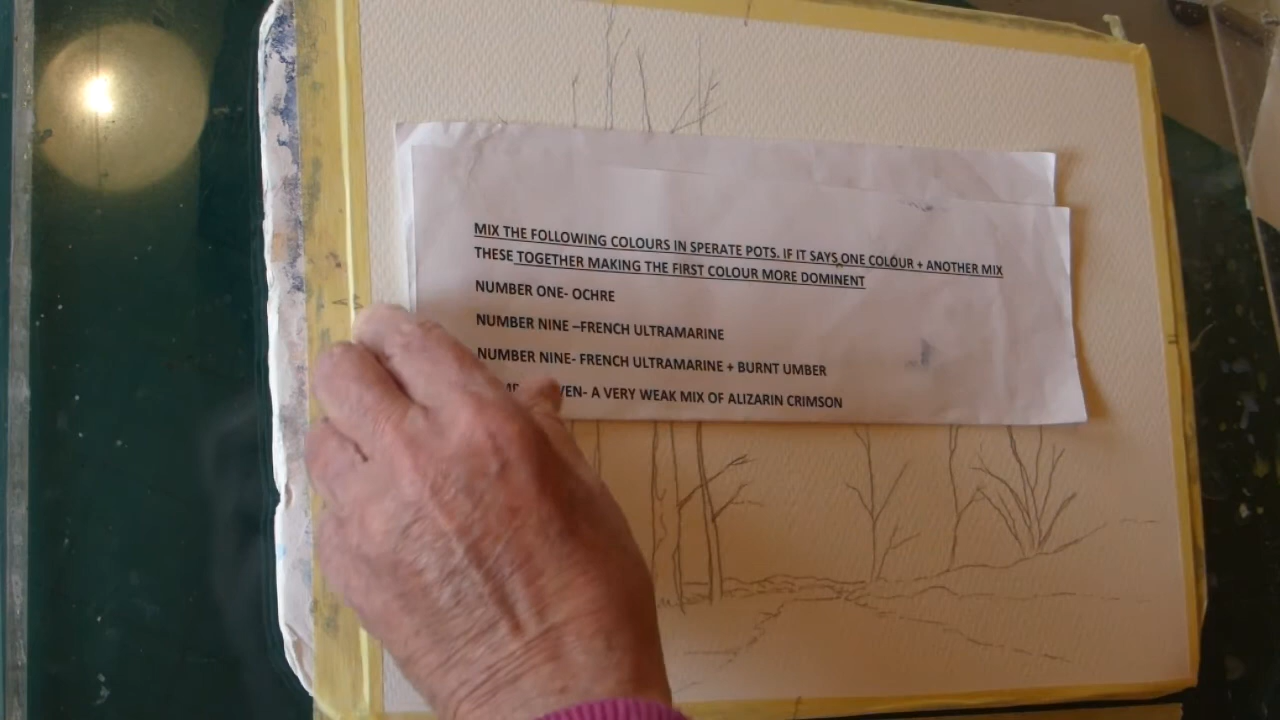 MIX THE FOLLOWING COLOURS IN SPERATE POTS. IF IT SAYS ONE COLOUR + ANOTHER MIX
THESE TOGETHER MAKING THE FIRST COLOUR MORE DOMINENT
NUMBER ONE- OCHRE
NUMBER NINE –FRENCH ULTRAMARINE
NUMBER NINE- FRENCH ULTRAMARINE + BURNT UMBER
A VERY WEAK MIX OF ALIZARIN CRIMSON